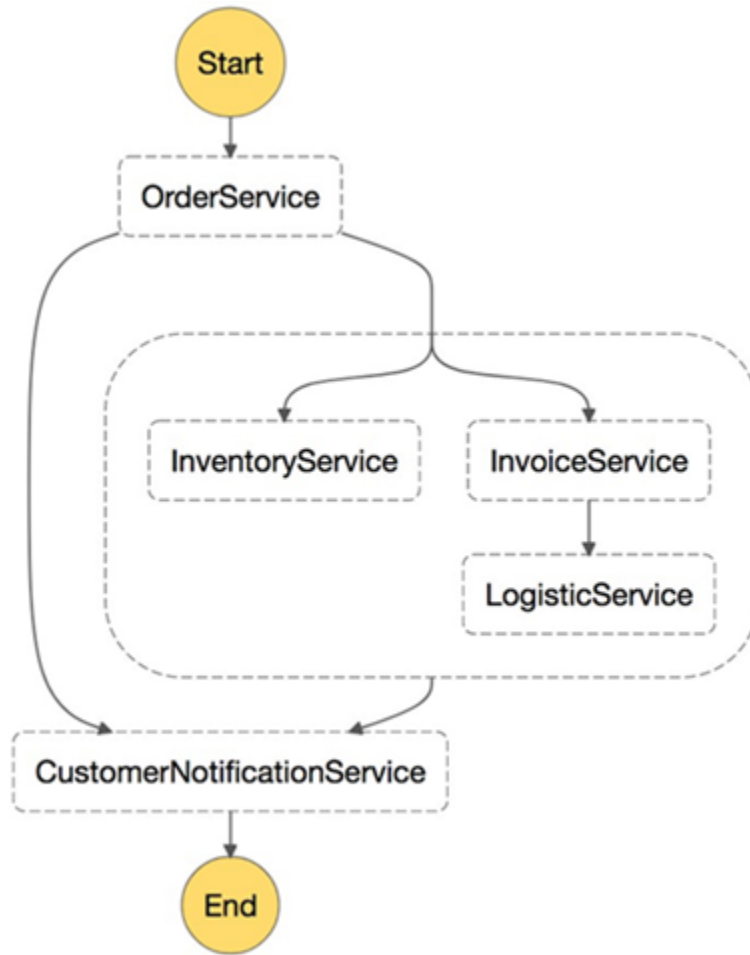 Start
OrderService
InventoryService
InvoiceService
LogisticService
CustomerNotificationService
End